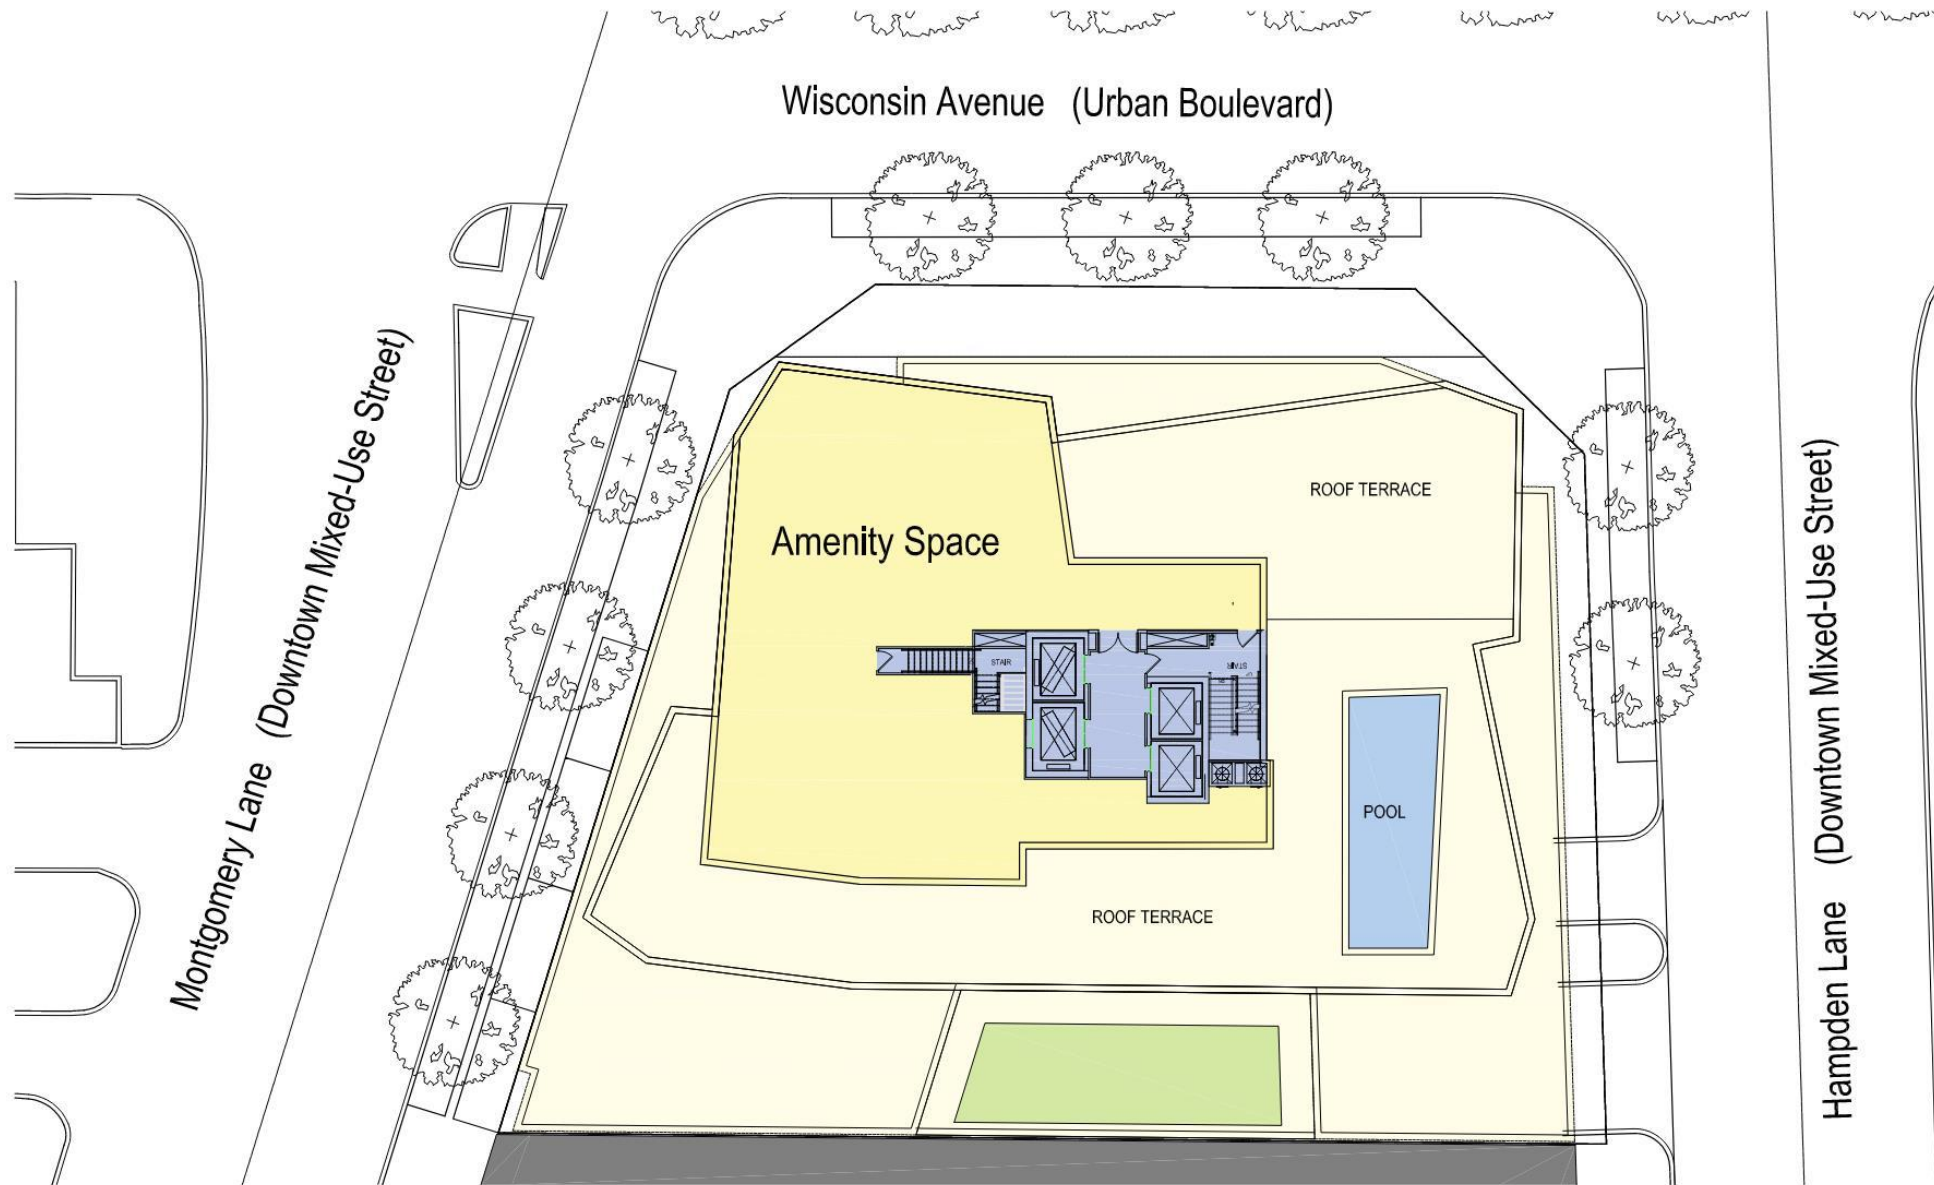 Wisconsin Avenue (Urban Boulevard)
Montgomery Lane (Downtown Mixed-Use Street)
Hampden Lane (Downtown Mixed-Use Street)
ROOF TERRACE
Amenity Space
STAIR
STAIR
POOL
ROOF TERRACE